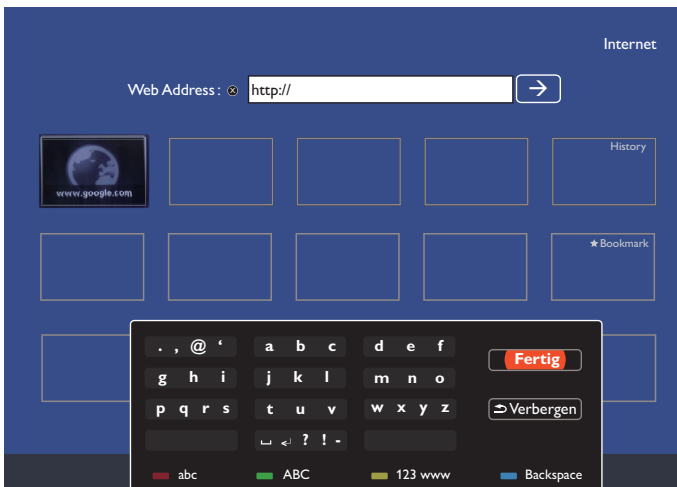 Internet
Web Address : ⊗ http:// →
www.google.com
History
★ Bookmark
. , @ ‘ a b c d e f
Fertig
g h i j k l m n o
p q r s t u v w x y z
Verbergen
␣ ↵ ? ! -
abc ABC 123 www Backspace